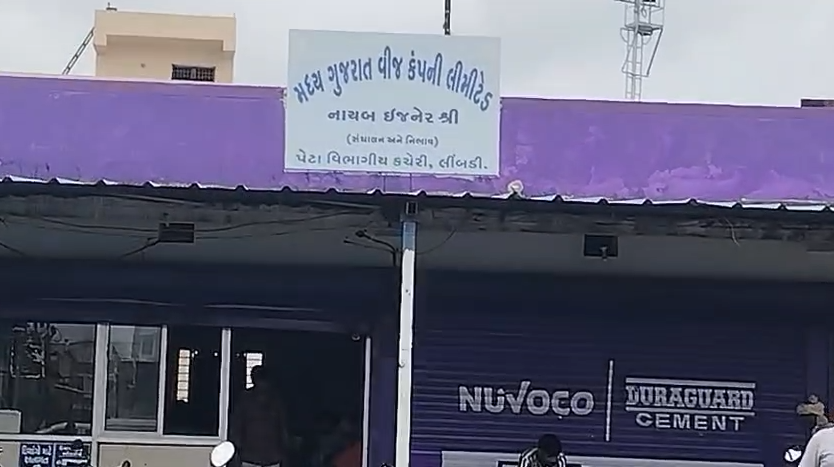 મધ્ય ગુજરાત વીજ કંપની લીમીટેડ
નાયબ ઈજનેર શ્રી
(સંચાલન અને નિભાવ)
પેટા વિભાગીય કચેરી, લીંબડી.
NUVOCO
DURAGUARD
CEMENT